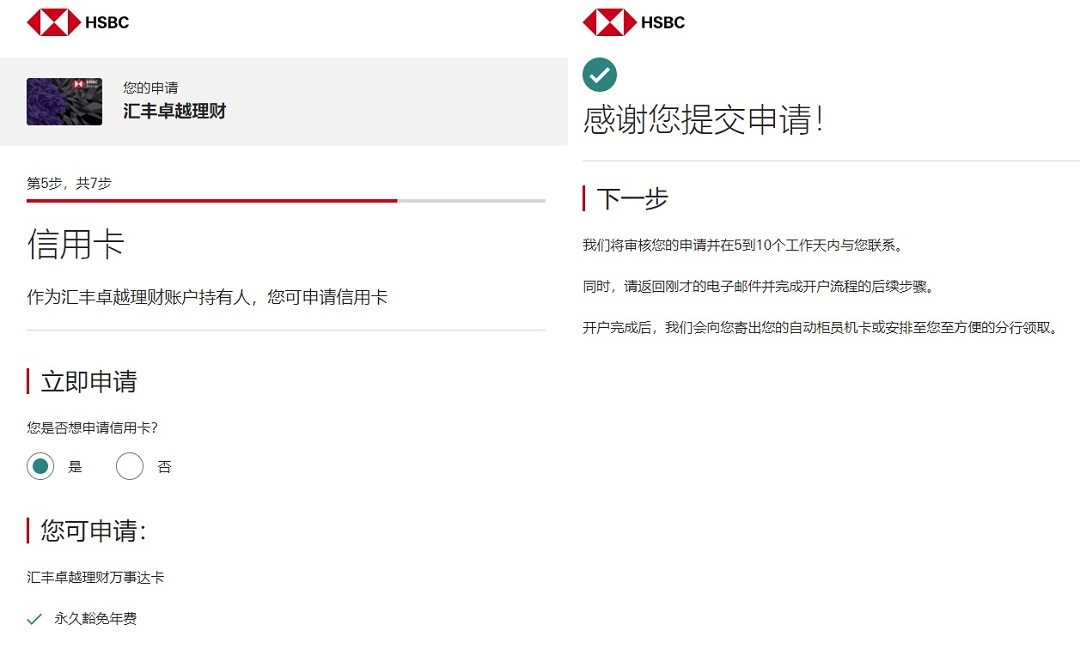 HSBC
您的申请
汇丰卓越理财
第5步，共7步
信用卡
作为汇丰卓越理财账户持有人，您可申请信用卡
立即申请
您是否想申请信用卡？
是
否
您可申请：
汇丰卓越理财万事达卡
永久豁免年费
HSBC
感谢您提交申请！
下一步
我们将审核您的申请并在5到10个工作天内与您联系。
同时，请返回刚才的电子邮件并完成开户流程的后续步骤。
开户完成后，我们会向您寄出您的自动柜员机卡或安排至您至方便的分行领取。